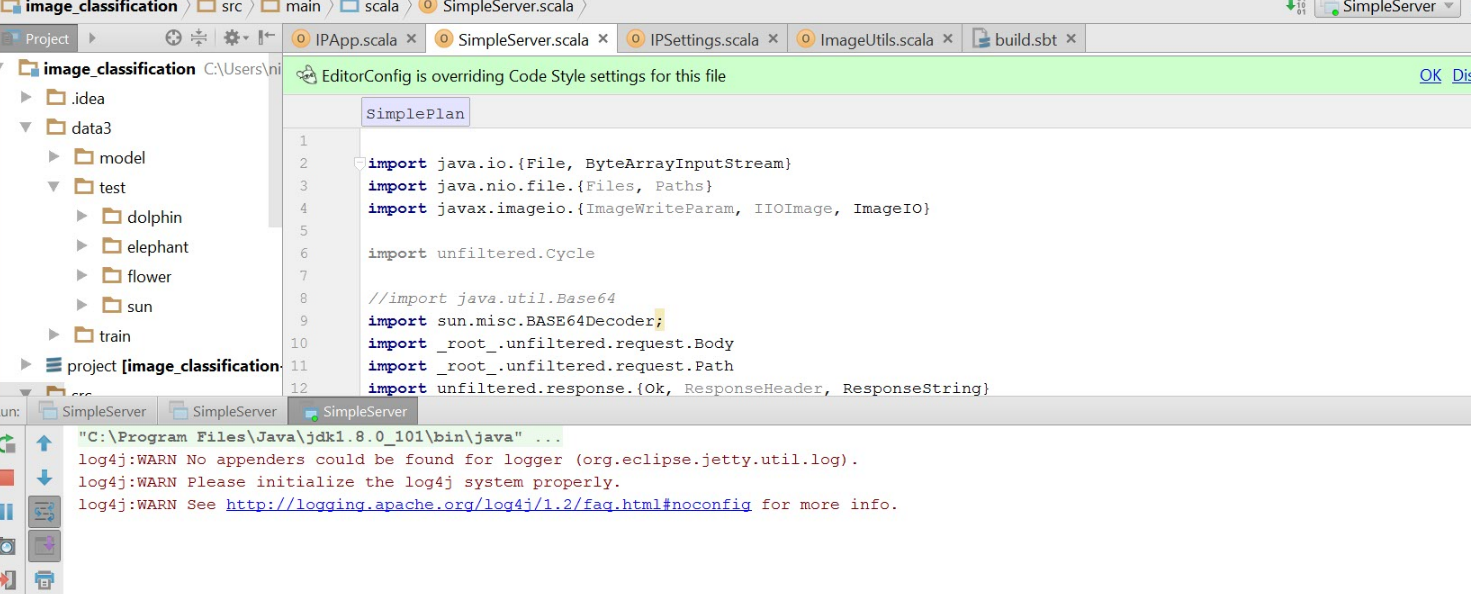 image_classification src main scala SimpleServer.scala SimpleServer
Project IPApp.scala SimpleServer.scala IPSettings.scala ImageUtils.scala build.sbt
image_classification C:\Users\ni
EditorConfig is overriding Code Style settings for this file OK Dis
.idea
SimplePlan
data3
1
model
2 import java.io.{File, ByteArrayInputStream}
test
3 import java.nio.file.{Files, Paths}
4 import javax.imageio.{ImageWriteParam, IIOImage, ImageIO}
dolphin
5
elephant
6 import unfiltered.Cycle
flower
7
8 //import java.util.Base64
sun
9 import sun.misc.BASE64Decoder;
train
10 import _root_.unfiltered.request.Body
project [image_classification-
11 import _root_.unfiltered.request.Path
src
12 import unfiltered.response.{Ok, ResponseHeader, ResponseString}
un: SimpleServer SimpleServer SimpleServer
"C:\Program Files\Java\jdk1.8.0_101\bin\java" ...
log4j:WARN No appenders could be found for logger (org.eclipse.jetty.util.log).
log4j:WARN Please initialize the log4j system properly.
log4j:WARN See http://logging.apache.org/log4j/1.2/faq.html#noconfig for more info.